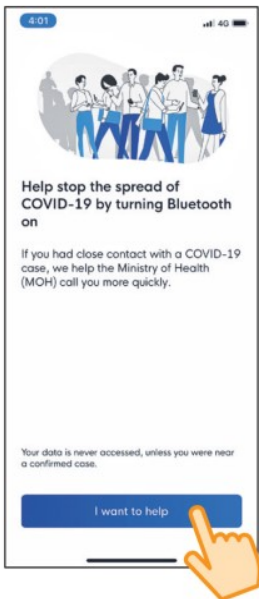 4:01
4G
Help stop the spread of
COVID-19 by turning Bluetooth
on
If you had close contact with a COVID-19
case, we help the Ministry of Health
(MOH) call you more quickly.
Your data is never accessed, unless you were near
a confirmed case.
I want to help